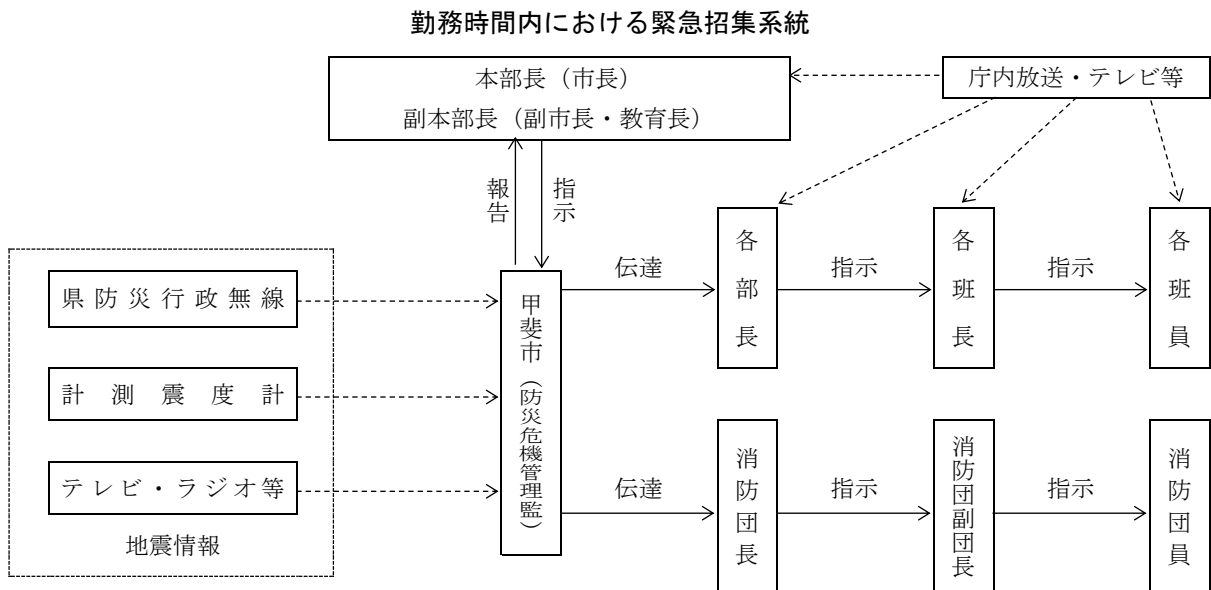 勤務時間内における緊急招集系統
本部長（市長）
副本部長（副市長・教育長）
庁内放送・テレビ等
報告
指示
県防災行政無線
計測震度計
テレビ・ラジオ等
地震情報
甲斐市（防災危機管理監）
伝達
各部長
指示
各班長
指示
各班員
伝達
消防団長
指示
消防団副団長
指示
消防団員